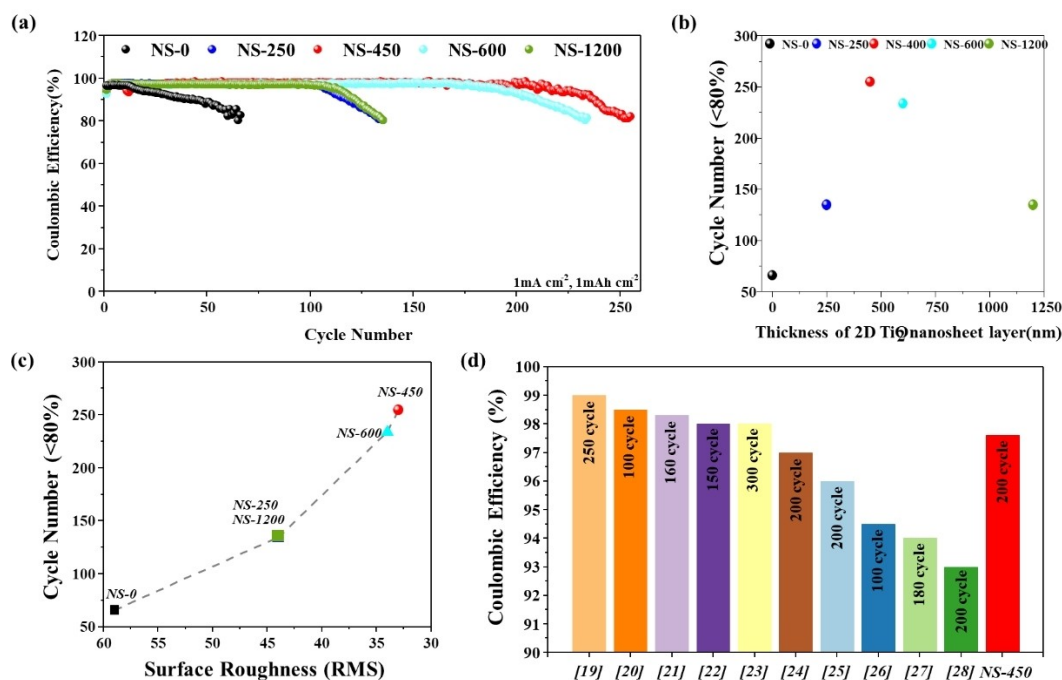 (a)
NS-0 NS-250 NS-450 NS-600 NS-1200
Coulombic Efficiency(%)
120
100
80
60
40
20
0
1mA cm-2, 1mAh cm-2
0 50 100 150 200 250
Cycle Number
(b)
NS-0 NS-250 NS-400 NS-600 NS-1200
Cycle Number (<80%)
300
250
200
150
100
50
0 250 500 750 1000 1250
Thickness of 2D TiO2 nanosheet layer(nm)
(c)
Cycle Number (<80%)
300
250
200
150
100
50
NS-450
NS-600
NS-250
NS-1200
NS-0
60 55 50 45 40 35 30
Surface Roughness (RMS)
(d)
Coulombic Efficiency (%)
100
99
98
97
96
95
94
93
92
91
90
250 cycle
100 cycle
160 cycle
150 cycle
300 cycle
200 cycle
200 cycle
100 cycle
180 cycle
200 cycle
200 cycle
[19] [20] [21] [22] [23] [24] [25] [26] [27] [28] NS-450